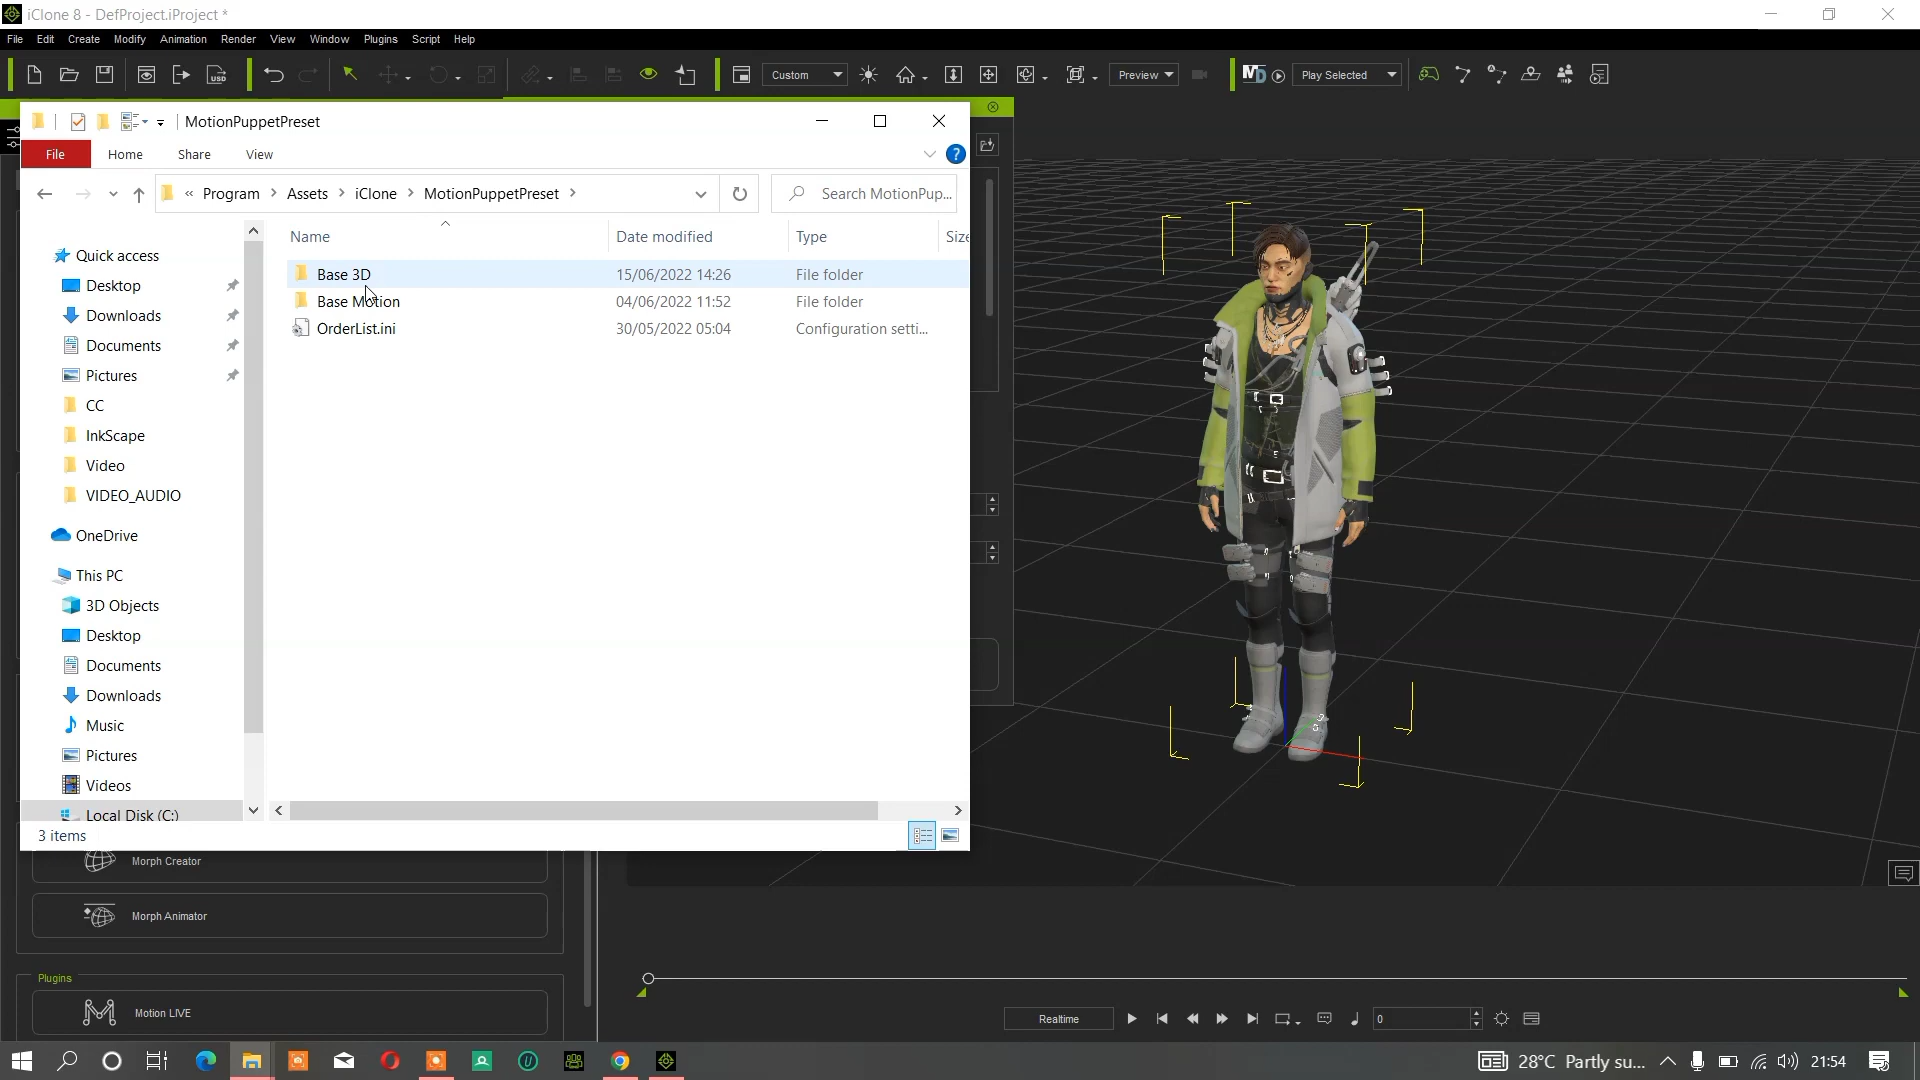 iClone 8 - DefProject.iProject *
File Edit Create Modify Animation Render View Window Plugins Script Help
USD Custom Preview MD Play Selected
MotionPuppetPreset
File Home Share View
« Program > Assets > iClone > MotionPuppetPreset >
Search MotionPup...
Name Date modified Type Size
Base 3D 15/06/2022 14:26 File folder
Base Motion 04/06/2022 11:52 File folder
OrderList.ini 30/05/2022 05:04 Configuration setti...
Quick access
Desktop
Downloads
Documents
Pictures
CC
InkScape
Video
VIDEO_AUDIO
OneDrive
This PC
3D Objects
Desktop
Documents
Downloads
Music
Pictures
Videos
Local Disk (C:)
3 items
Morph Creator
Morph Animator
Plugins
Motion LIVE
Realtime
0
28°C Partly su... 21:54